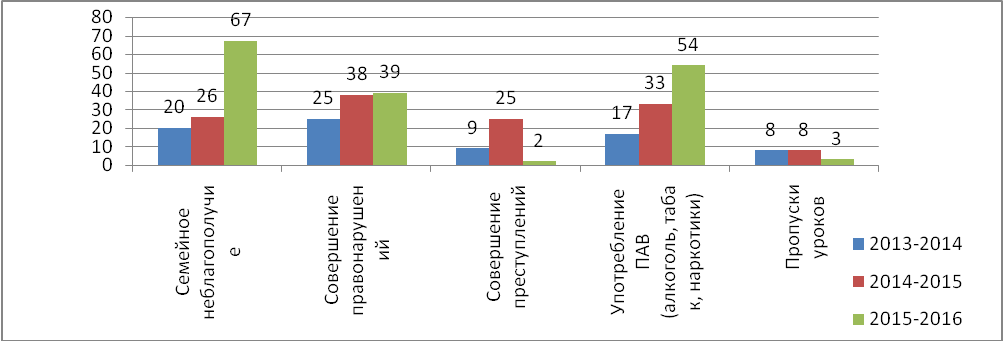 80
70
60
50
40
30
20
10
0
20
26
67
25
38
39
9
25
2
17
33
54
8
8
3
Семейное
неблагополучи
е
Совершение
правонарушен
ий
Совершение
преступлений
Употребление
ПАВ
(алкоголь, таба
к, наркотики)
Пропуски
уроков
2013-2014
2014-2015
2015-2016